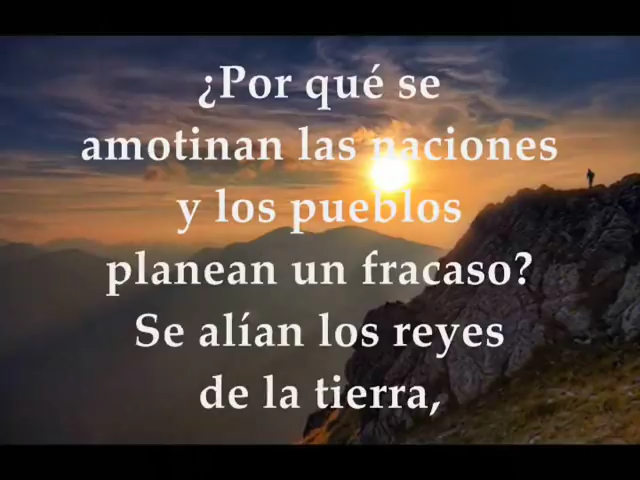 ¿Por qué se
amotinan las naciones
y los pueblos
planean un fracaso?
Se alían los reyes
de la tierra,